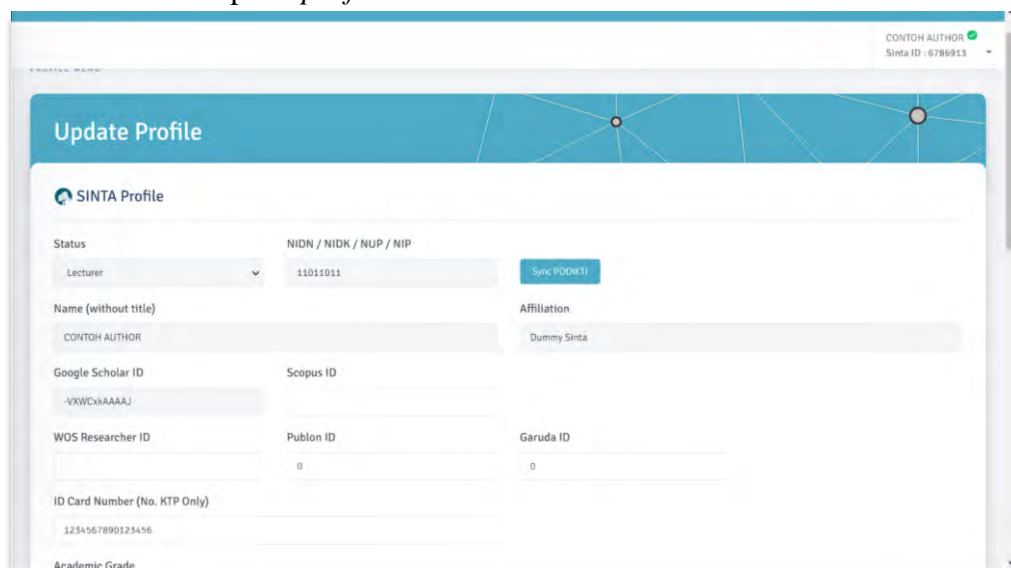 CONTOH AUTHOR
Sinta ID : 6786913
PROFILE MENU
Update Profile
SINTA Profile
Status
NIDN / NIDK / NUP / NIP
Lecturer
11011011
Sync PDDIKTI
Name (without title)
Affiliation
CONTOH AUTHOR
Dummy Sinta
Google Scholar ID
Scopus ID
-VXWCxkAAAAJ
WOS Researcher ID
Publon ID
Garuda ID
0
0
ID Card Number (No. KTP Only)
1234567890123456
Academic Grade